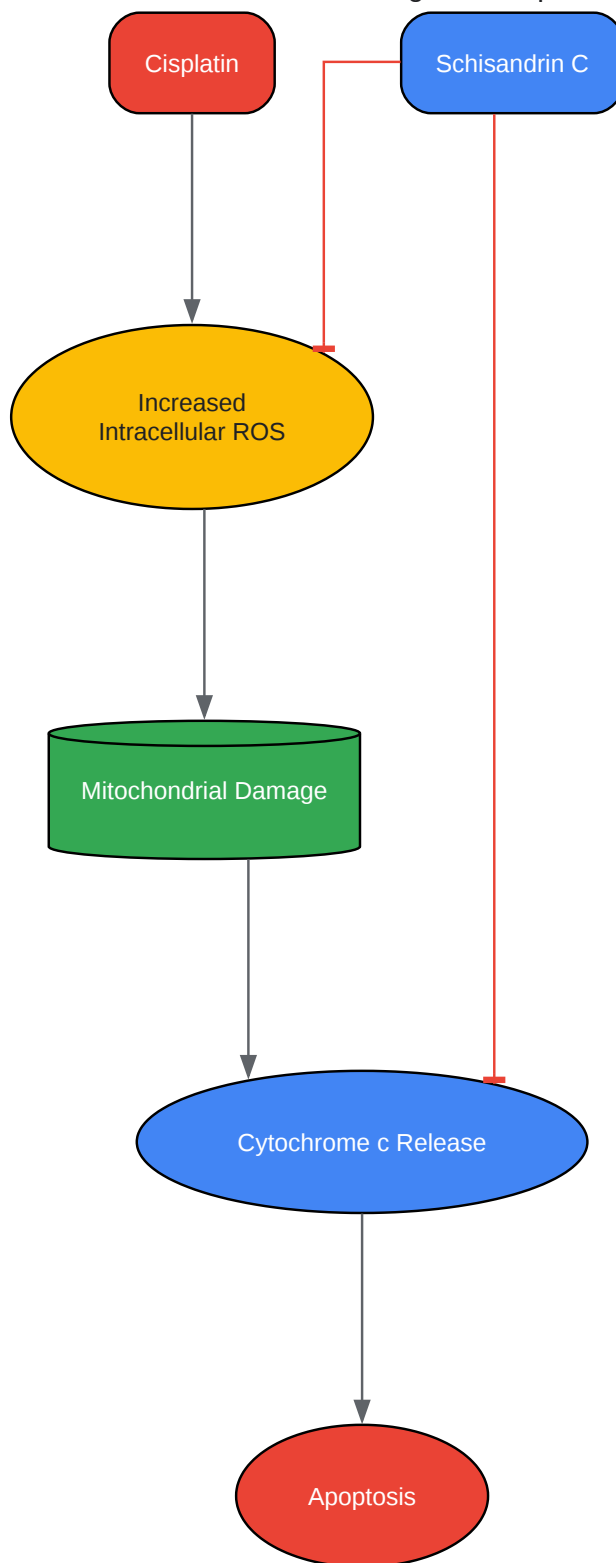 Cisplatin
Schisandrin C
Increased
Intracellular ROS
Mitochondrial Damage
Cytochrome c Release
Apoptosis